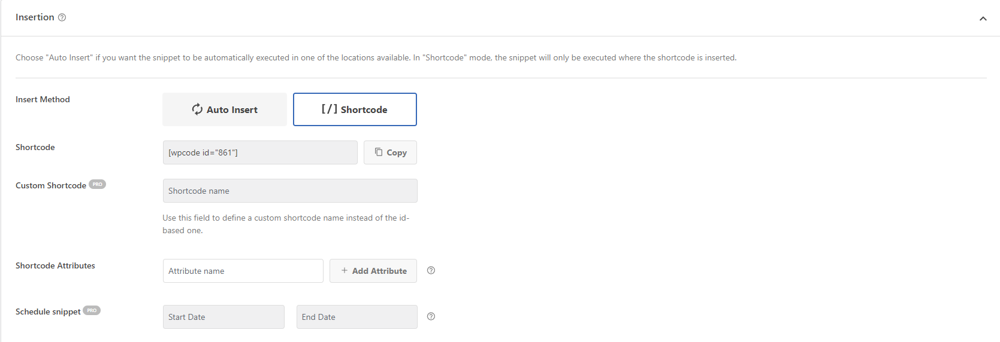 Insertion
Choose "Auto Insert" if you want the snippet to be automatically executed in one of the locations available. In "Shortcode" mode, the snippet will only be executed where the shortcode is inserted.
Insert Method
Auto Insert
[/] Shortcode
Shortcode
[wpcode id="861"]
Copy
Custom Shortcode PRO
Shortcode name
Use this field to define a custom shortcode name instead of the id-
based one.
Shortcode Attributes
Attribute name
+ Add Attribute
Schedule snippet PRO
Start Date
End Date